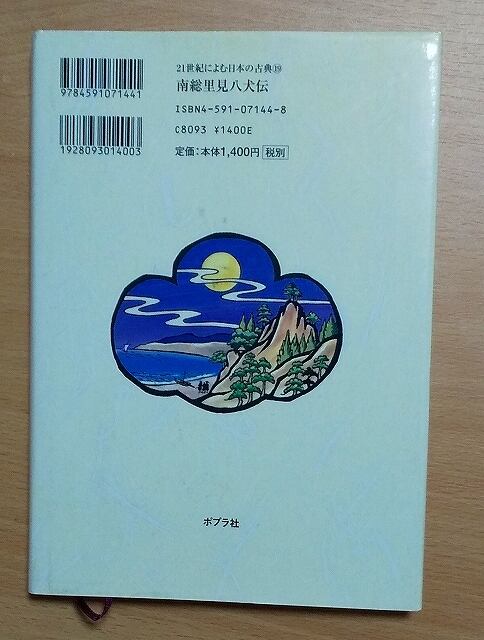 21世紀によむ日本の古典⑲
南総里見八犬伝
9784591071441
ISBN4-591-07144-8
C8093 ¥1400E
1928093014003
定価：本体1,400円 税別
ポプラ社